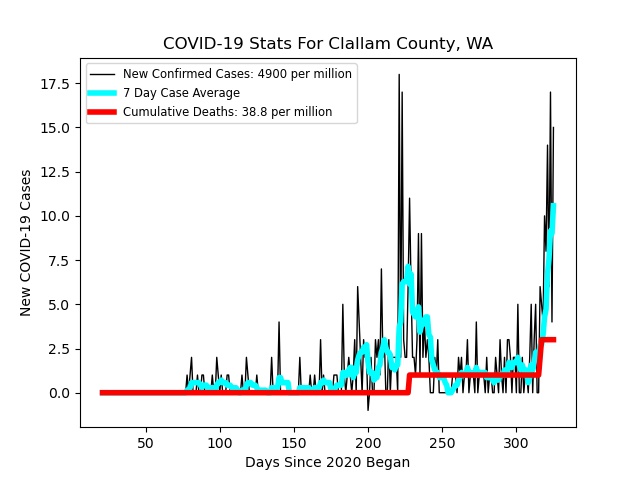 COVID-19 Stats For Clallam County, WA
New Confirmed Cases: 4900 per million
7 Day Case Average
Cumulative Deaths: 38.8 per million
New COVID-19 Cases
17.5
15.0
12.5
10.0
7.5
5.0
2.5
0.0
50 100 150 200 250 300
Days Since 2020 Began